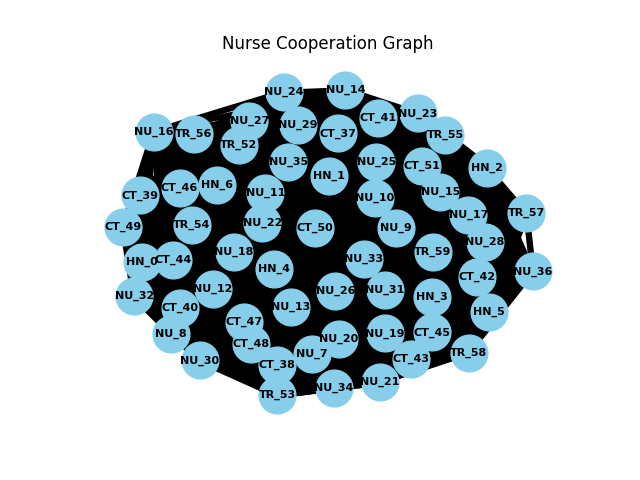 Nurse Cooperation Graph
NU_24
NU_14
NU_23
CT_41
NU_27
NU_29
NU_16
TR_56
CT_37
TR_55
TR_52
NU_35
NU_25
CT_51
HN_2
HN_1
HN_6
CT_46
NU_11
NU_15
CT_39
NU_10
TR_57
NU_17
NU_22
TR_54
CT_49
CT_50
NU_9
NU_28
NU_18
TR_59
NU_33
CT_44
HN_0
HN_4
NU_36
CT_42
NU_12
NU_31
NU_26
NU_32
HN_3
NU_13
CT_40
HN_5
CT_47
NU_8
NU_19
CT_45
NU_20
CT_48
NU_7
TR_58
CT_43
NU_30
CT_38
NU_21
NU_34
TR_53